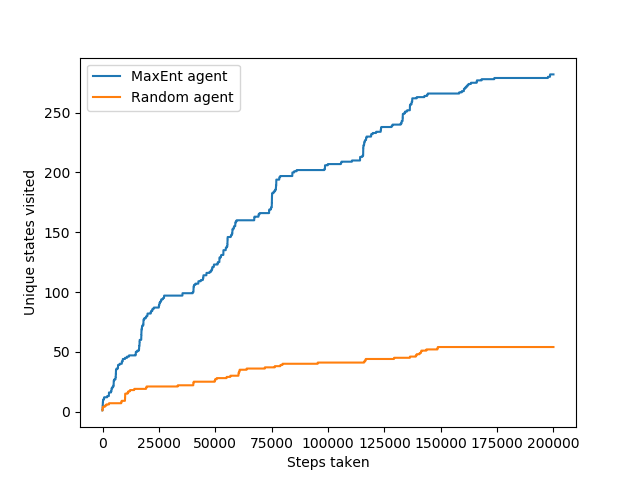 MaxEnt agent
Random agent
Unique states visited
250
200
150
100
50
0
0 25000 50000 75000 100000 125000 150000 175000 200000
Steps taken